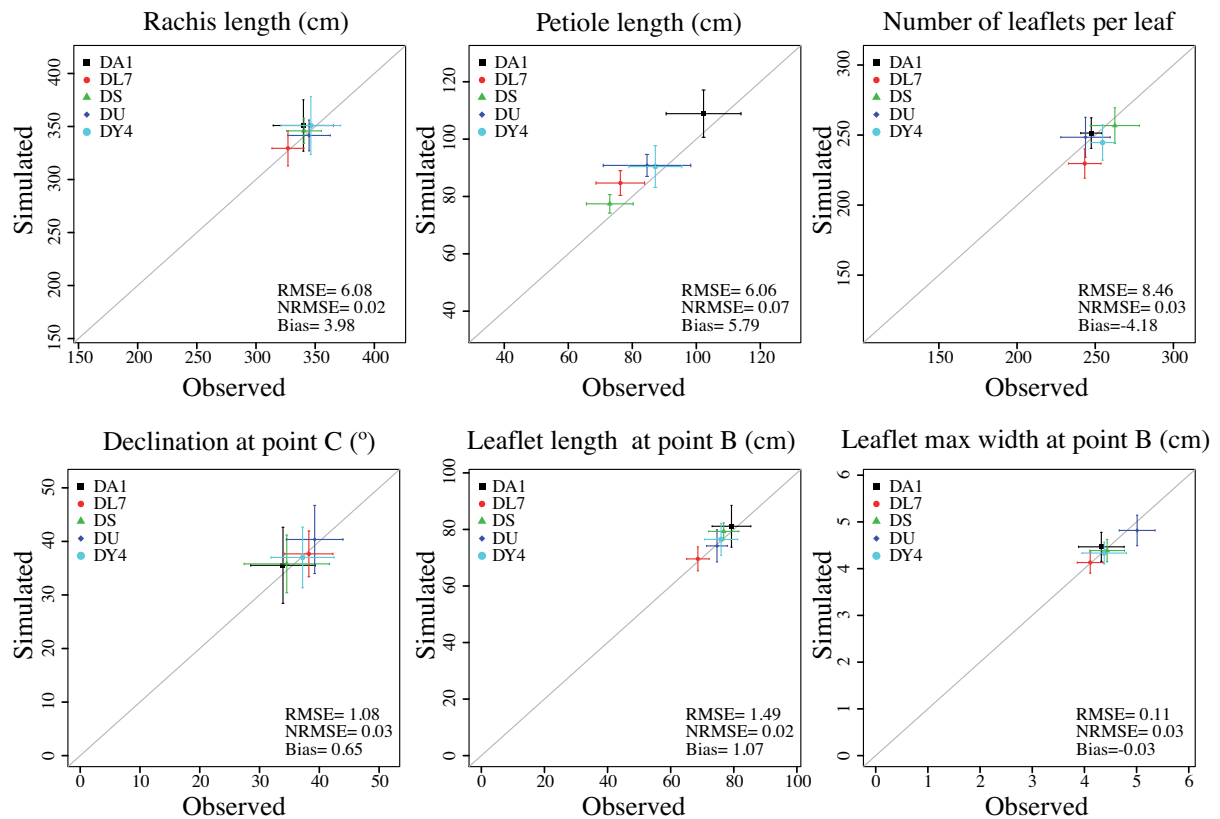 Rachis length (cm)
DA1
DL7
DS
DU
DY4
Simulated
150 200 250 300 350 400
RMSE= 6.08
NRMSE= 0.02
Bias= 3.98
150 200 250 300 350 400
Observed
Petiole length (cm)
DA1
DL7
DS
DU
DY4
Simulated
40 60 80 100 120
RMSE= 6.06
NRMSE= 0.07
Bias= 5.79
40 60 80 100 120
Observed
Number of leaflets per leaf
DA1
DL7
DS
DU
DY4
Simulated
150 200 250 300
RMSE= 8.46
NRMSE= 0.03
Bias=-4.18
150 200 250 300
Observed
Declination at point C (º)
DA1
DL7
DS
DU
DY4
Simulated
0 10 20 30 40 50
RMSE= 1.08
NRMSE= 0.03
Bias= 0.65
0 10 20 30 40 50
Observed
Leaflet length at point B (cm)
DA1
DL7
DS
DU
DY4
Simulated
0 20 40 60 80 100
RMSE= 1.49
NRMSE= 0.02
Bias= 1.07
0 20 40 60 80 100
Observed
Leaflet max width at point B (cm)
DA1
DL7
DS
DU
DY4
Simulated
0 1 2 3 4 5 6
RMSE= 0.11
NRMSE= 0.03
Bias=-0.03
0 1 2 3 4 5 6
Observed